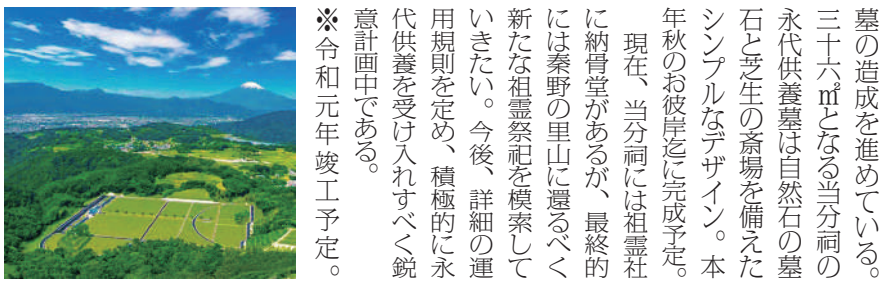 墓の造成を進めている。
三十六㎡となる当分祠の
永代供養墓は自然石の墓
石と芝生の斎場を備えた
シンプルなデザイン。本
年秋のお彼岸迄に完成予定。
現在、当分祠には祖霊社
に納骨堂があるが、最終的
には秦野の里山に還るべく
新たな祖霊祭祀を模索して
いきたい。今後、詳細の運
用規則を定め、積極的に永
代供養を受け入れすべく鋭
意計画中である。
※令和元年竣工予定。